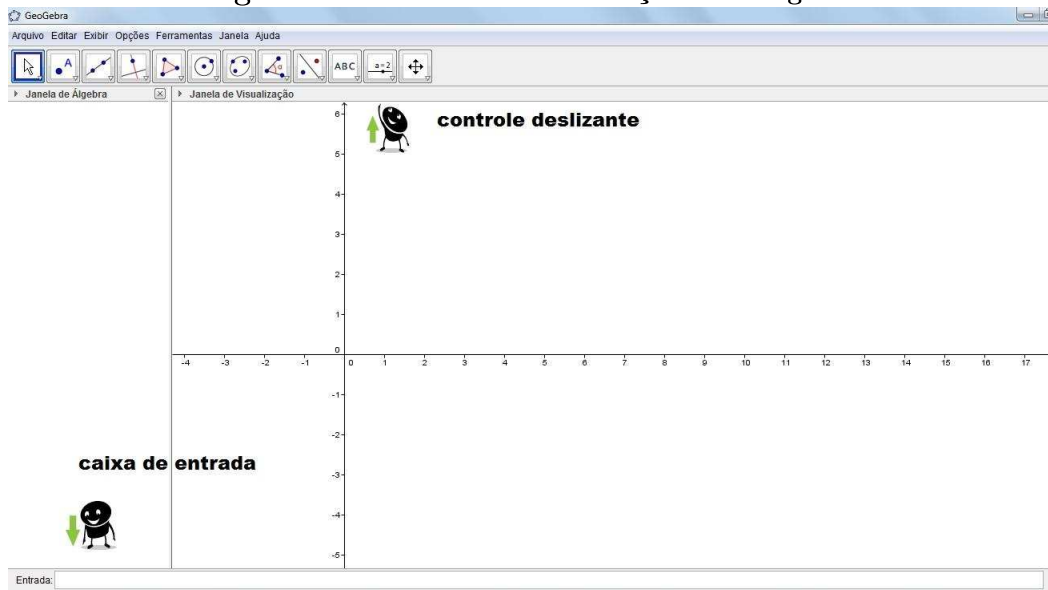 GeoGebra
Arquivo Editar Exibir Opções Ferramentas Janela Ajuda
A
α
ABC
a=2
Janela de Álgebra
Janela de Visualização
controle deslizante
6
5
4
3
2
1
0
-4 -3 -2 -1 0 1 2 3 4 5 6 7 8 9 10 11 12 13 14 15 16 17
-1
-2
caixa de entrada
-3
-4
-5
Entrada: